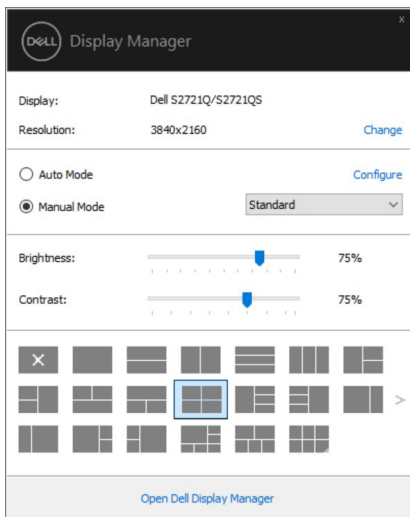 x
DELL Display Manager
Display: Dell S2721Q/S2721QS
Resolution: 3840x2160 Change
Auto Mode Configure
Manual Mode Standard
Brightness: 75%
Contrast: 75%
Open Dell Display Manager